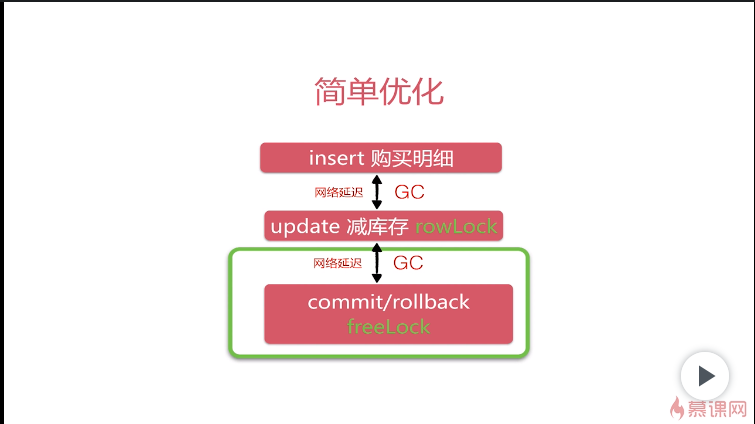 简单优化
insert 购买明细
网络延迟 GC
update 减库存 rowLock
网络延迟 GC
commit/rollback
freeLock
慕课网